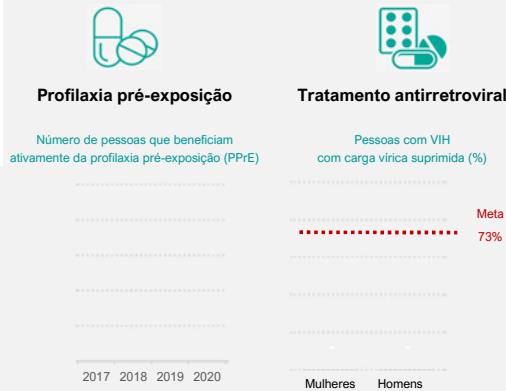 Profilaxia pré-exposição
Número de pessoas que beneficiam
ativamente da profilaxia pré-exposição (PPrE)
2017 2018 2019 2020
Tratamento antirretroviral
Pessoas com VIH
com carga vírica suprimida (%)
Meta
73%
Mulheres Homens